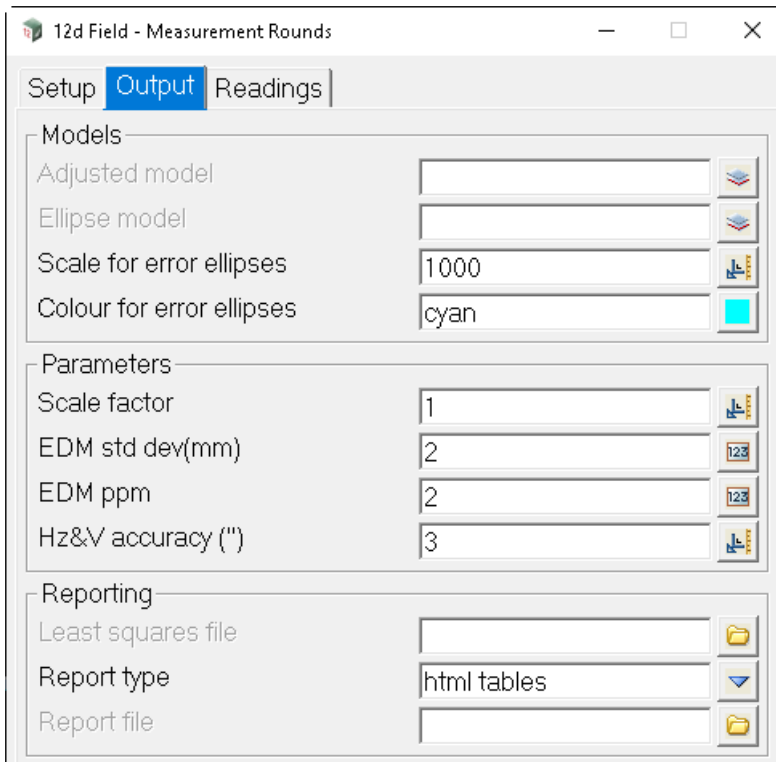 12d Field - Measurement Rounds
Setup Output Readings
Models
Adjusted model
Ellipse model
Scale for error ellipses 1000
Colour for error ellipses cyan
Parameters
Scale factor 1
EDM std dev(mm) 2
EDM ppm 2
Hz&V accuracy (") 3
Reporting
Least squares file
Report type html tables
Report file